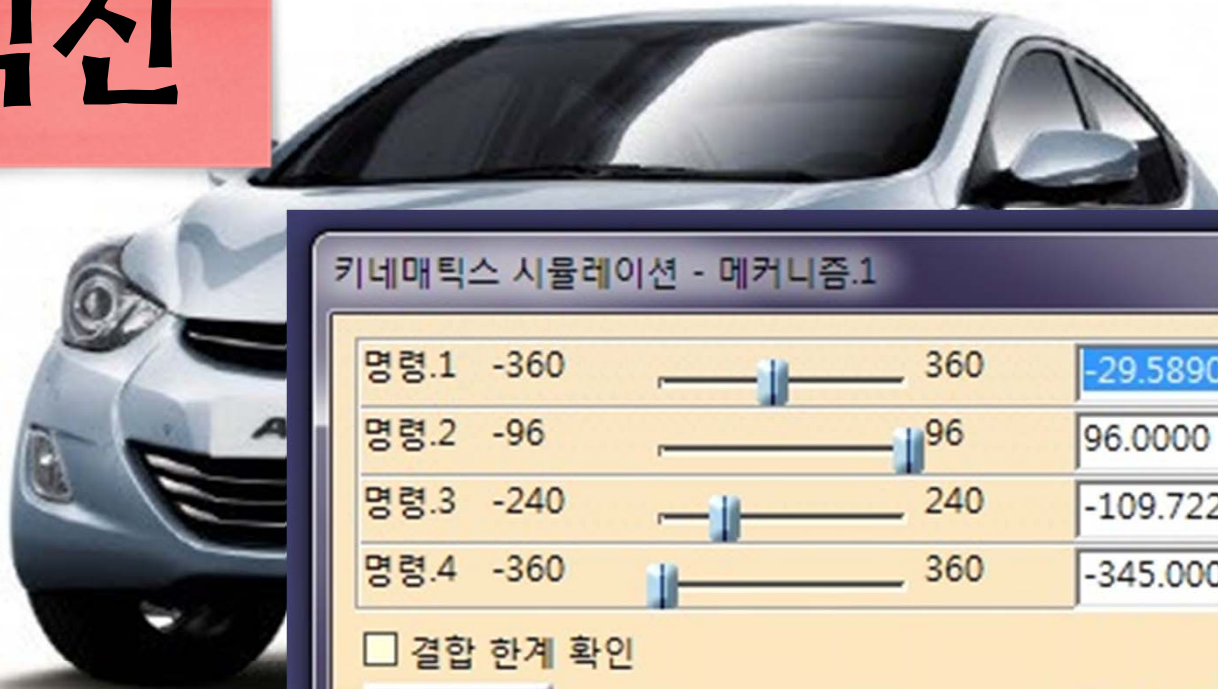 신
키네매틱스 시뮬레이션 - 메커니즘.1
명령.1 -360 360 -29.5890
명령.2 -96 96 96.0000
명령.3 -240 240 -109.722
명령.4 -360 360 -345.000
결합 한계 확인